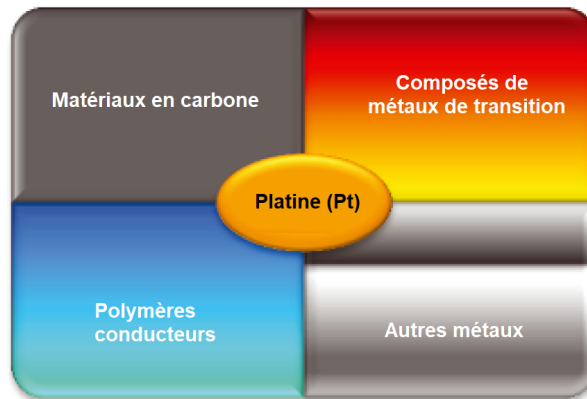 Matériaux en carbone
Composés de
métaux de transition
Platine (Pt)
Polymères
conducteurs
Autres métaux